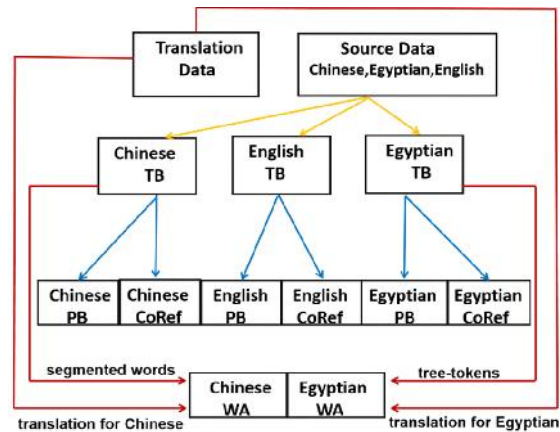 Translation
Data
Source Data
Chinese,Egyptian,English
Chinese
TB
English
TB
Egyptian
TB
Chinese
PB
Chinese
CoRef
English
PB
English
CoRef
Egyptian
PB
Egyptian
CoRef
segmented words
tree-tokens
Chinese
WA
Egyptian
WA
translation for Chinese
translation for Egyptian